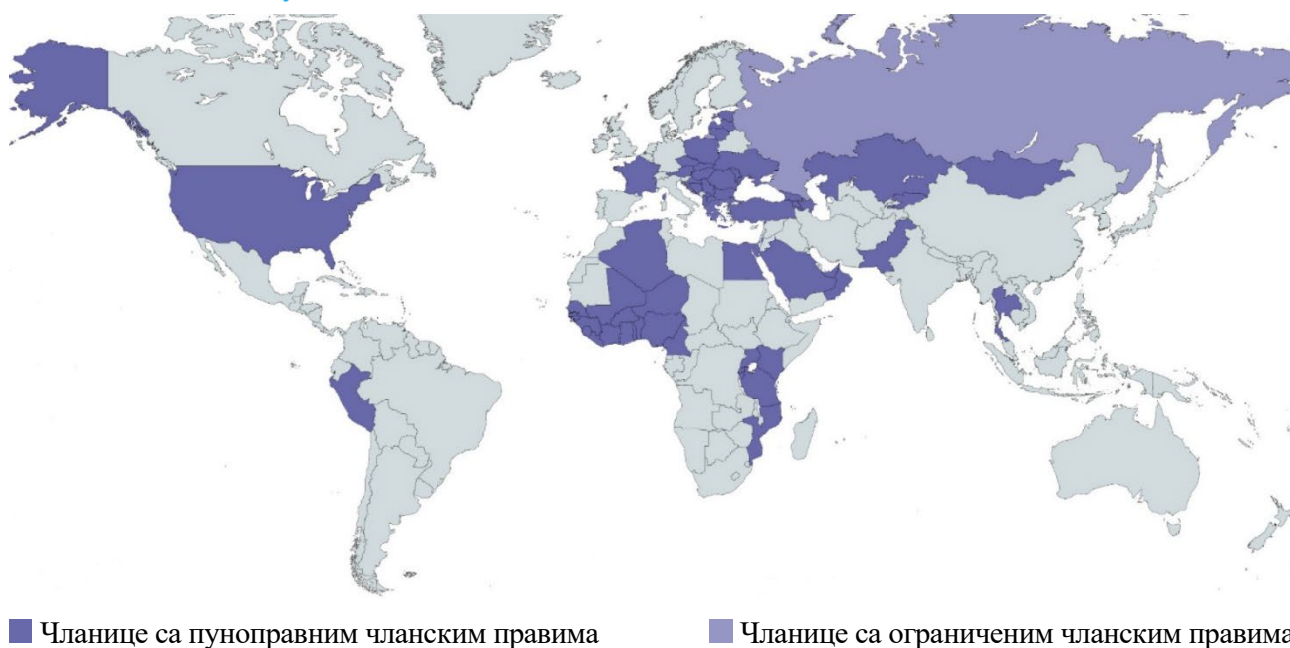 Чланице са пуноправним чланским правима
Чланице са ограниченим чланским правима